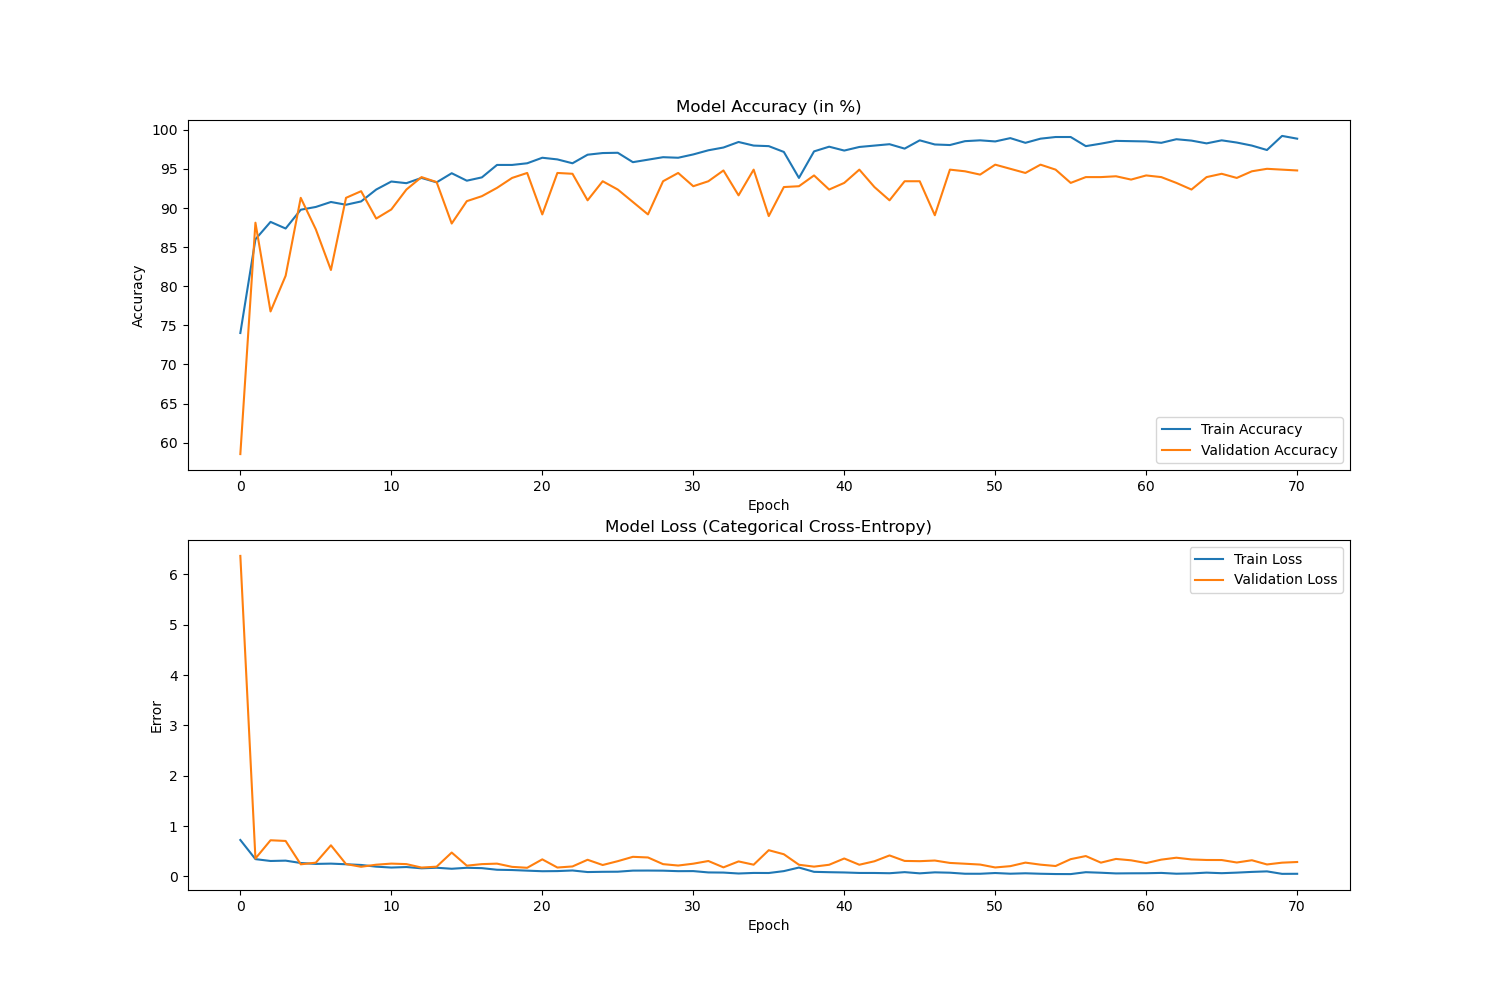 Model Accuracy (in %)
100
95
90
85
80
75
70
65
60
Accuracy
Train Accuracy
Validation Accuracy
0 10 20 30 40 50 60 70
Epoch
Model Loss (Categorical Cross-Entropy)
Train Loss
Validation Loss
6
5
4
3
2
1
0
Error
0 10 20 30 40 50 60 70
Epoch